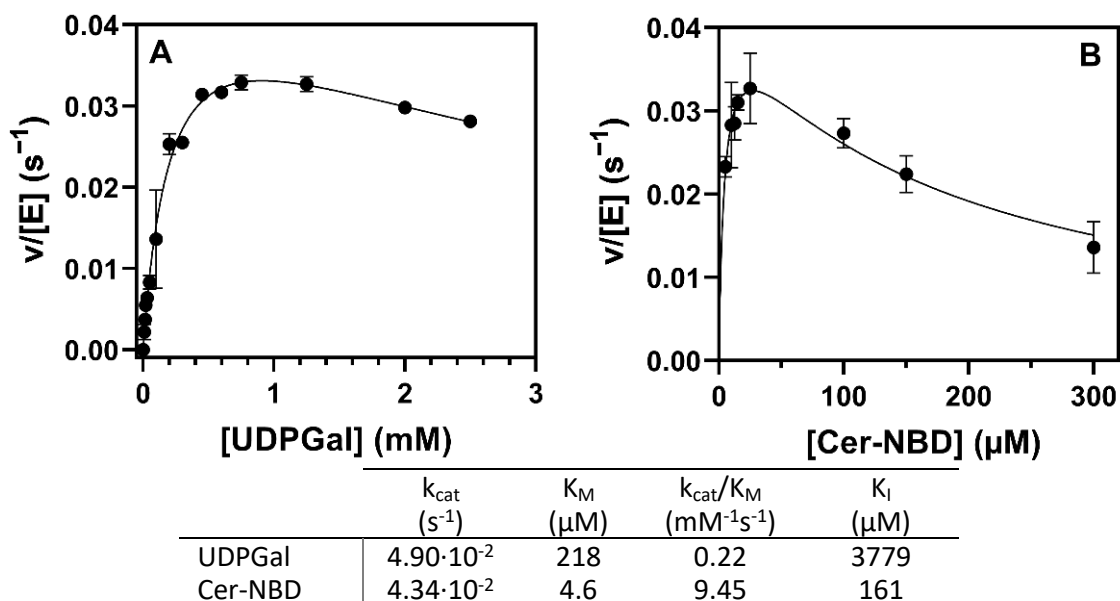 A
0.04
0.03
0.02
0.01
0.00
v/[E] (s⁻¹)
0 1 2 3
[UDPGal] (mM)
B
0.04
0.03
0.02
0.01
0.00
v/[E] (s⁻¹)
0 100 200 300
[Cer-NBD] (µM)
k_cat K_M k_cat/K_M K_I
(s⁻¹) (µM) (mM⁻¹s⁻¹) (µM)
UDPGal 4.90·10⁻² 218 0.22 3779
Cer-NBD 4.34·10⁻² 4.6 9.45 161